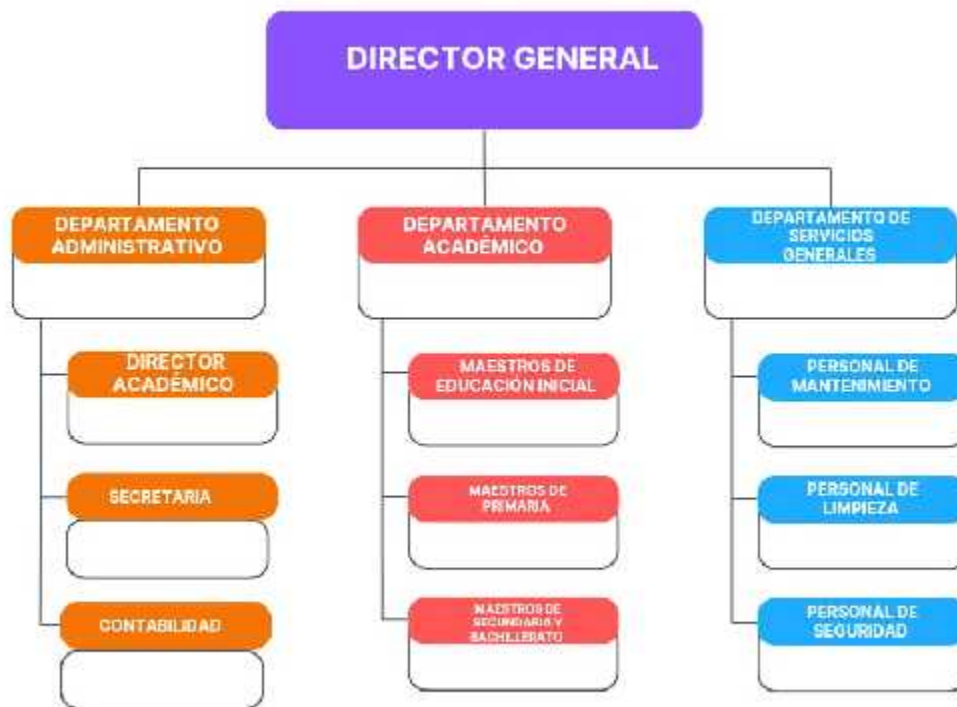 DIRECTOR GENERAL
DEPARTAMENTO
ADMINISTRATIVO
DIRECTOR
ACADÉMICO
SECRETARIA
CONTABILIDAD
DEPARTAMENTO
ACADÉMICO
MAESTROS DE
EDUCACIÓN INICIAL
MAESTROS DE
PRIMARIA
MAESTROS DE
SECUNDARIA Y
BACHILLERATO
DEPARTAMENTO DE
SERVICIOS
GENERALES
PERSONAL DE
MANTENIMIENTO
PERSONAL DE
LIMPIEZA
PERSONAL DE
SEGURIDAD